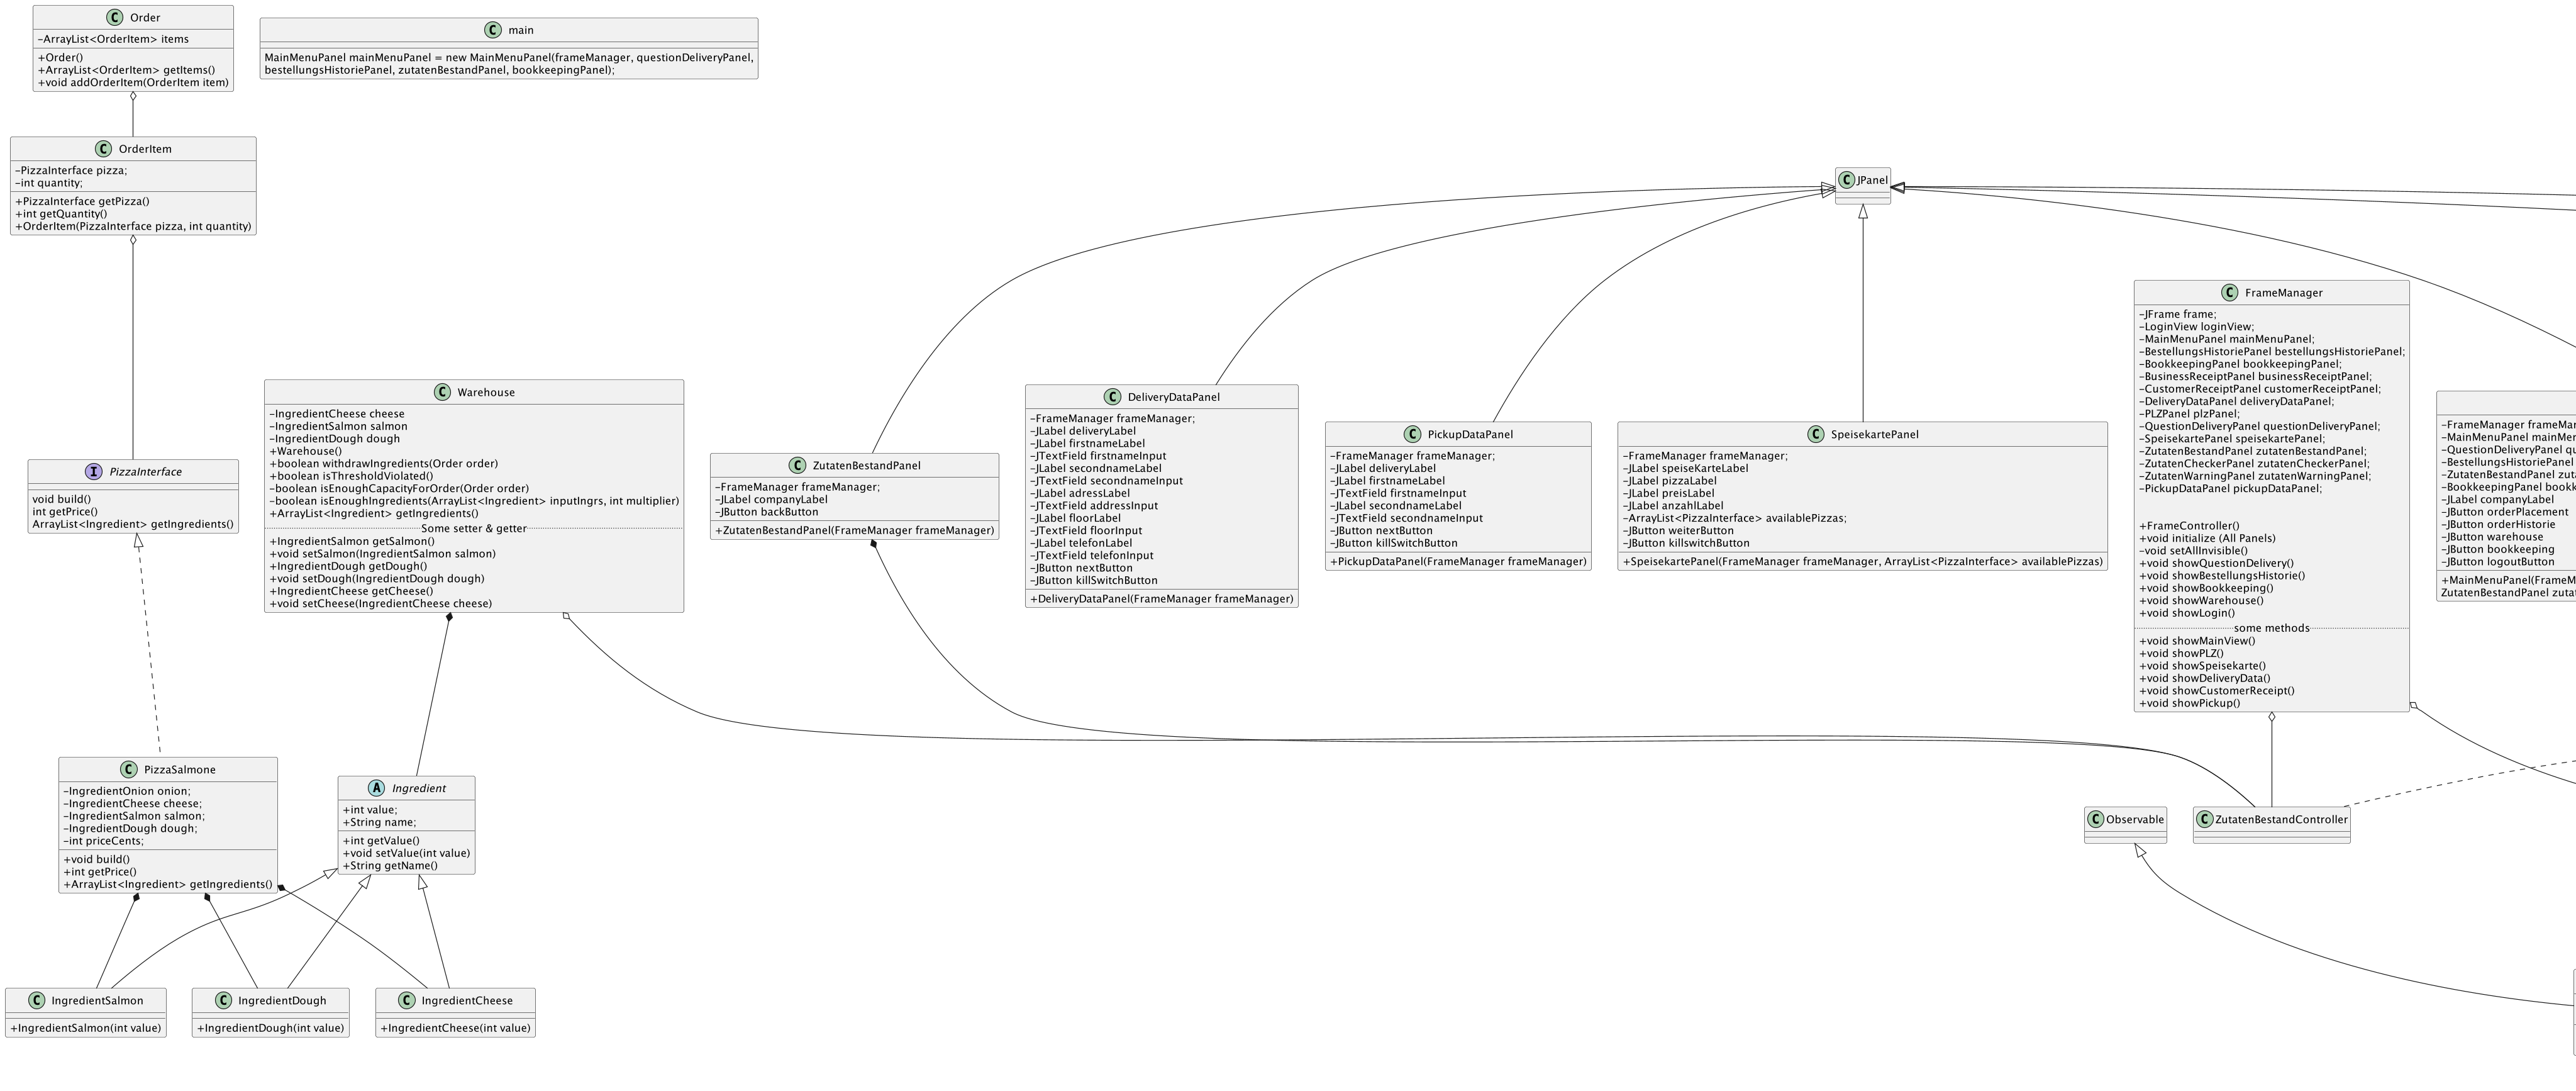 C Order
-ArrayList<OrderItem> items
+Order()
+ArrayList<OrderItem> getItems()
+void addOrderItem(OrderItem item)
C main
MainMenuPanel mainMenuPanel = new MainMenuPanel(frameManager, questionDeliveryPanel,
bestellungsHistoriePanel, zutatenBestandPanel, bookkeepingPanel);
C OrderItem
-PizzaInterface pizza;
-int quantity;
+PizzaInterface getPizza()
+int getQuantity()
+OrderItem(PizzaInterface pizza, int quantity)
C JPanel
C FrameManager
-JFrame frame;
-LoginView loginView;
-MainMenuPanel mainMenuPanel;
-BestellungsHistoriePanel bestellungsHistoriePanel;
-BookkeepingPanel bookkeepingPanel;
-BusinessReceiptPanel businessReceiptPanel;
-CustomerReceiptPanel customerReceiptPanel;
-DeliveryDataPanel deliveryDataPanel;
-PLZPanel plzPanel;
-QuestionDeliveryPanel questionDeliveryPanel;
-SpeisekartePanel speisekartePanel;
-ZutatenBestandPanel zutatenBestandPanel;
-ZutatenCheckerPanel zutatenCheckerPanel;
-ZutatenWarningPanel zutatenWarningPanel;
-PickupDataPanel pickupDataPanel;
+FrameController()
+void initialize (All Panels)
-void setAllInvisible()
+void showQuestionDelivery()
+void showBestellungsHistorie()
+void showBookkeeping()
+void showWarehouse()
+void showLogin()
some methods
+void showMainView()
+void showPLZ()
+void showSpeisekarte()
+void showDeliveryData()
+void showCustomerReceipt()
+void showPickup()
C Warehouse
-IngredientCheese cheese
-IngredientSalmon salmon
-IngredientDough dough
+Warehouse()
+boolean withdrawIngredients(Order order)
+boolean isThresholdViolated()
-boolean isEnoughCapacityForOrder(Order order)
-boolean isEnoughIngredients(ArrayList<Ingredient> inputIngrs, int multiplier)
+ArrayList<Ingredient> getIngredients()
Some setter & getter
+IngredientSalmon getSalmon()
+void setSalmon(IngredientSalmon salmon)
+IngredientDough getDough()
+void setDough(IngredientDough dough)
+IngredientCheese getCheese()
+void setCheese(IngredientCheese cheese)
C DeliveryDataPanel
-FrameManager frameManager;
-JLabel deliveryLabel
-JLabel firstnameLabel
-JTextField firstnameInput
-JLabel secondnameLabel
-JTextField secondnameInput
-JLabel adressLabel
-JTextField addressInput
-JLabel floorLabel
-JTextField floorInput
-JLabel telefonLabel
-JTextField telefonInput
-JButton nextButton
-JButton killSwitchButton
+DeliveryDataPanel(FrameManager frameManager)
-FrameManager frameMar
-MainMenuPanel mainMer
-QuestionDeliveryPanel qu
-BestellungsHistoriePanel
-ZutatenBestandPanel zuta
-BookkeepingPanel bookk
-JLabel companyLabel
-JButton orderPlacement
-JButton orderHistorie
-JButton warehouse
-JButton bookkeeping
-JButton logoutButton
+MainMenuPanel(FrameM
ZutatenBestandPanel zutat
C PickupDataPanel
-FrameManager frameManager;
-JLabel deliveryLabel
-JLabel firstnameLabel
-JTextField firstnameInput
-JLabel secondnameLabel
-JTextField secondnameInput
-JButton nextButton
-JButton killSwitchButton
+PickupDataPanel(FrameManager frameManager)
C SpeisekartePanel
-FrameManager frameManager;
-JLabel speiseKarteLabel
-JLabel pizzaLabel
-JLabel preisLabel
-JLabel anzahlLabel
-ArrayList<PizzaInterface> availablePizzas;
-JButton weiterButton
-JButton killswitchButton
+SpeisekartePanel(FrameManager frameManager, ArrayList<PizzaInterface> availablePizzas)
I PizzaInterface
void build()
int getPrice()
ArrayList<Ingredient> getIngredients()
C ZutatenBestandPanel
-FrameManager frameManager;
-JLabel companyLabel
-JButton backButton
+ZutatenBestandPanel(FrameManager frameManager)
C PizzaSalmone
-IngredientOnion onion;
-IngredientCheese cheese;
-IngredientSalmon salmon;
-IngredientDough dough;
-int priceCents;
+void build()
+int getPrice()
+ArrayList<Ingredient> getIngredients()
A Ingredient
+int value;
+String name;
+int getValue()
+void setValue(int value)
+String getName()
C Observable
C ZutatenBestandController
C IngredientSalmon
+IngredientSalmon(int value)
C IngredientDough
+IngredientDough(int value)
C IngredientCheese
+IngredientCheese(int value)